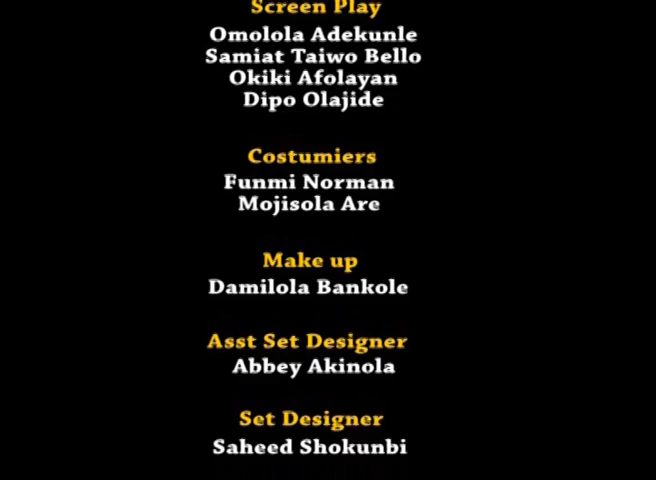 Screen Play
Omolola Adekunle
Samiat Taiwo Bello
Okiki Afolayan
Dipo Olajide
Costumiers
Funmi Norman
Mojisola Are
Make up
Damilola Bankole
Asst Set Designer
Abbey Akinola
Set Designer
Saheed Shokunbi